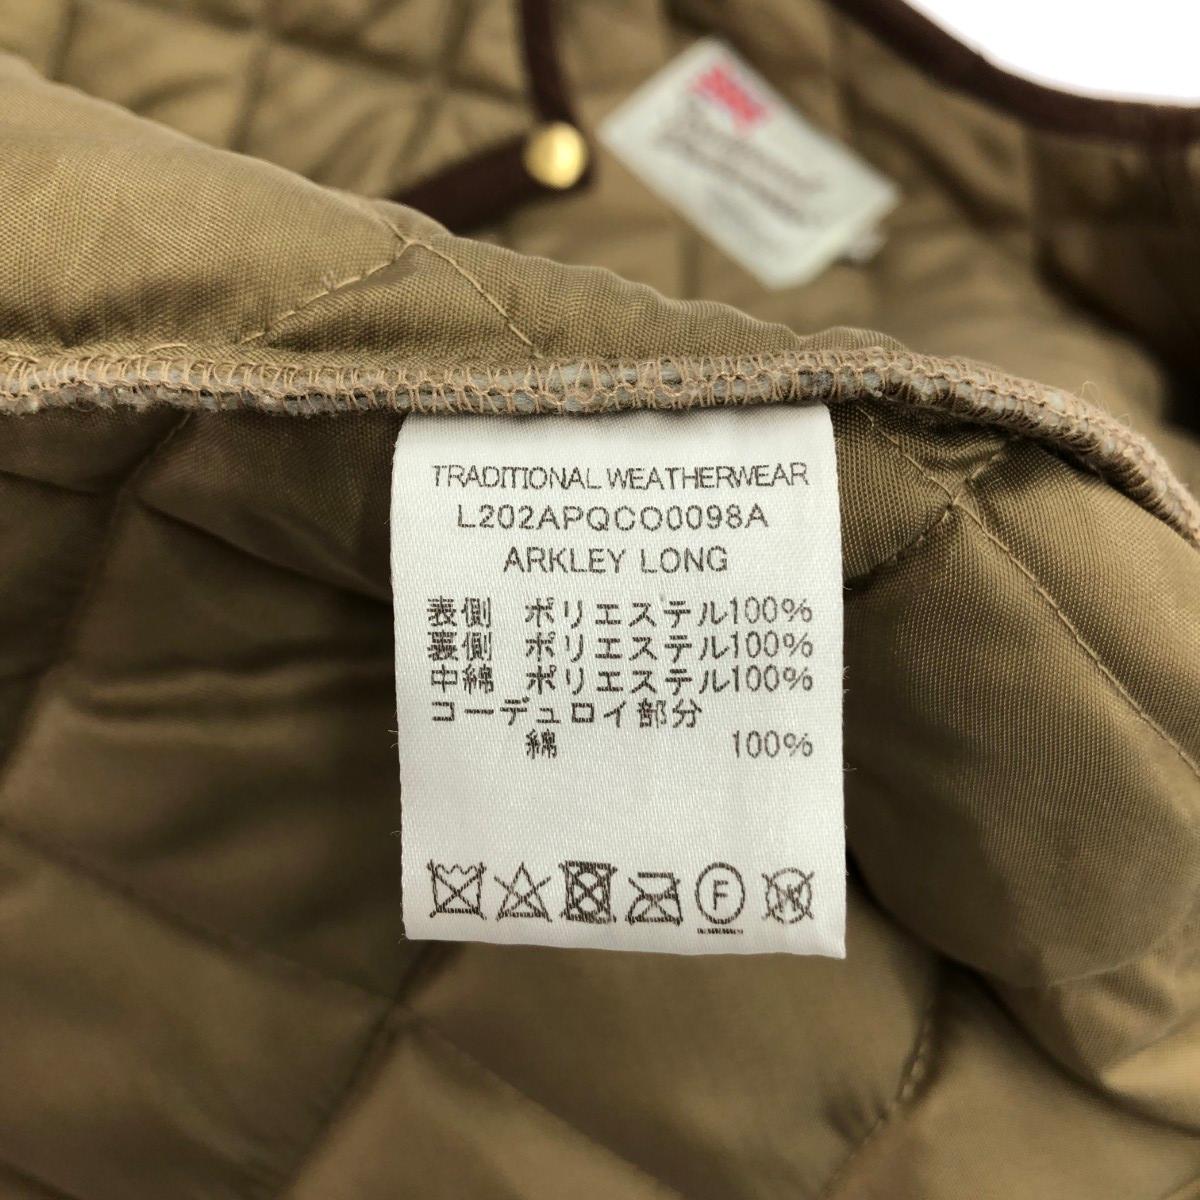 TRADITIONAL WEATHERWEAR
L202APQCO0098A
ARKLEY LONG
表側 ポリエステル100%
裏側 ポリエステル100%
中綿 ポリエステル100%
コーデュロイ部分
綿 100%
F
W